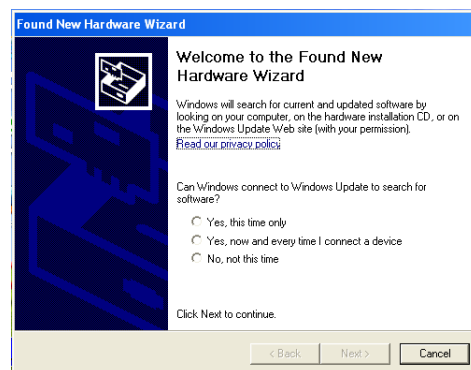 Found New Hardware Wizard
Welcome to the Found New
Hardware Wizard
Windows will search for current and updated software by
looking on your computer, on the hardware installation CD, or on
the Windows Update Web site (with your permission).
Read our privacy policy
Can Windows connect to Windows Update to search for
software?
Yes, this time only
Yes, now and every time I connect a device
No, not this time
Click Next to continue.
< Back
Next >
Cancel